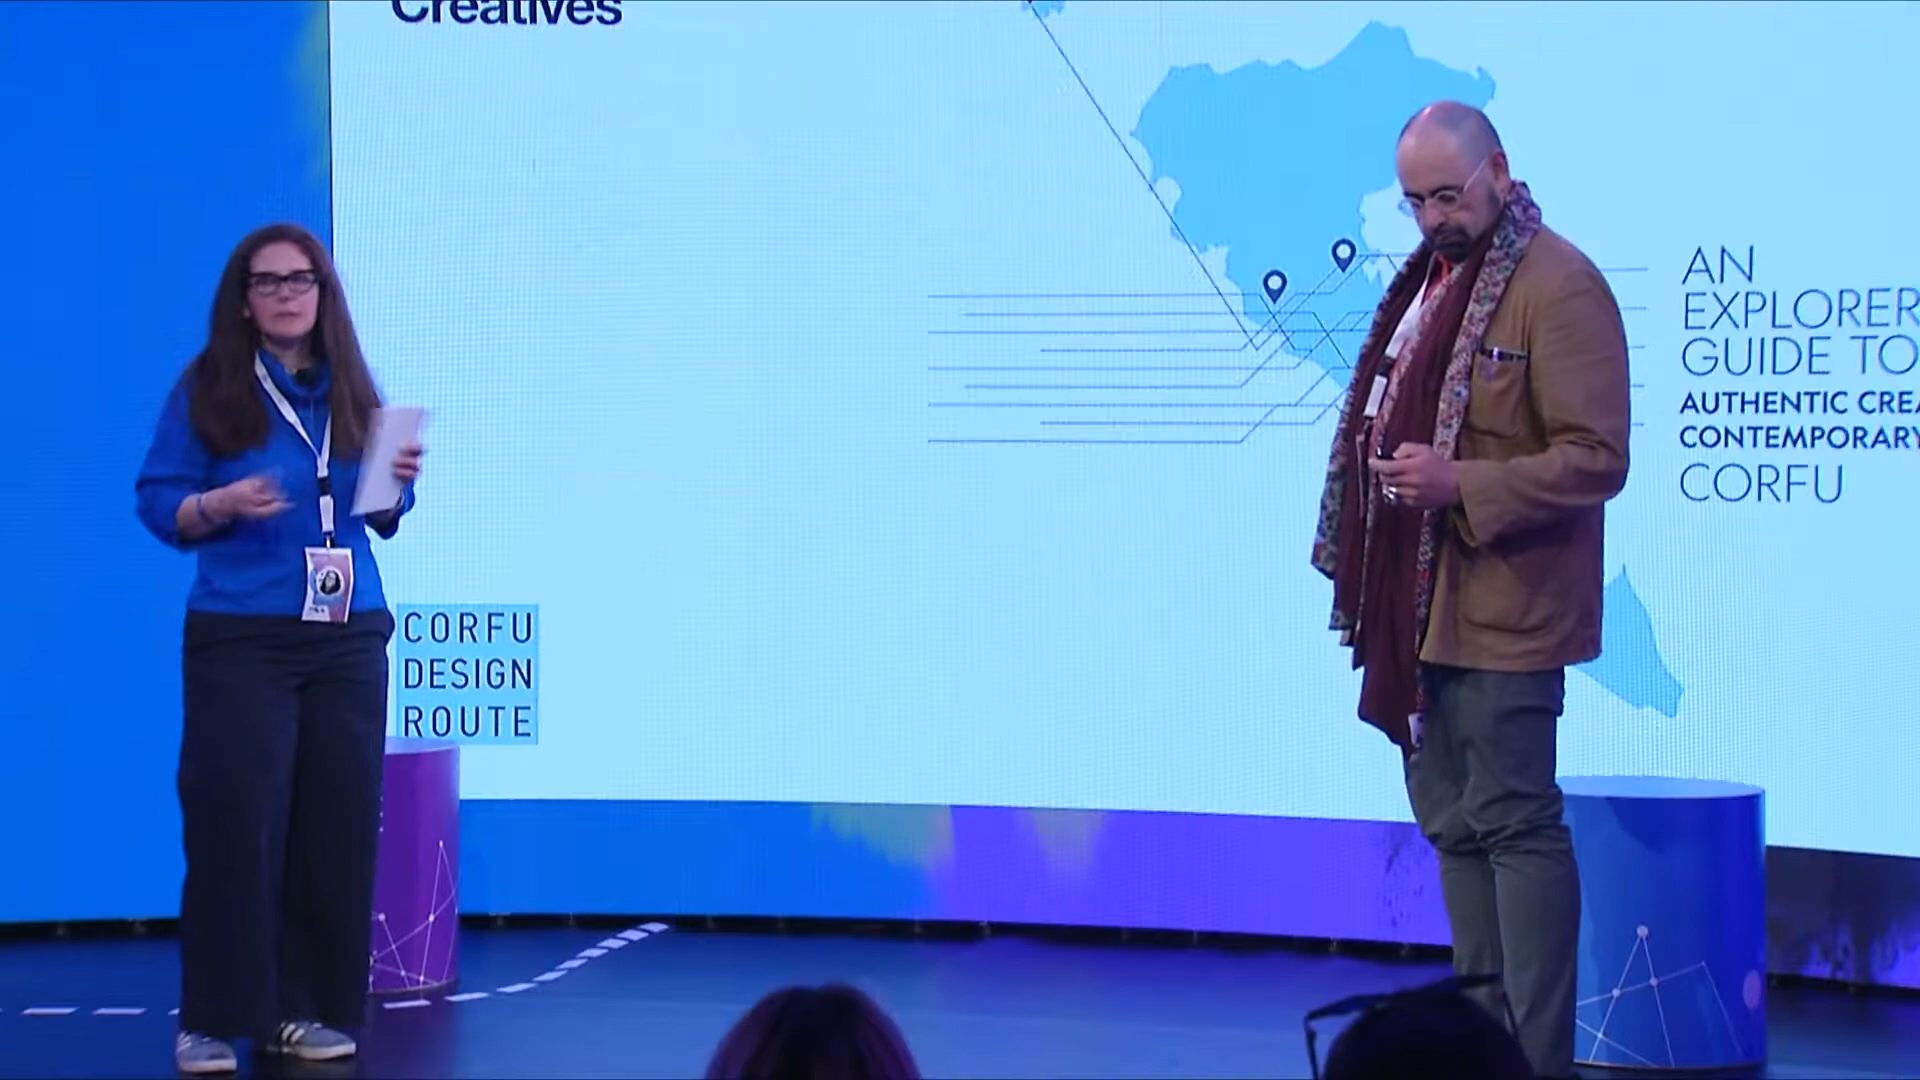 Creatives
AN
EXPLORER
GUIDE TO
AUTHENTIC CREA
CONTEMPORARY
CORFU
CORFU
DESIGN
ROUTE